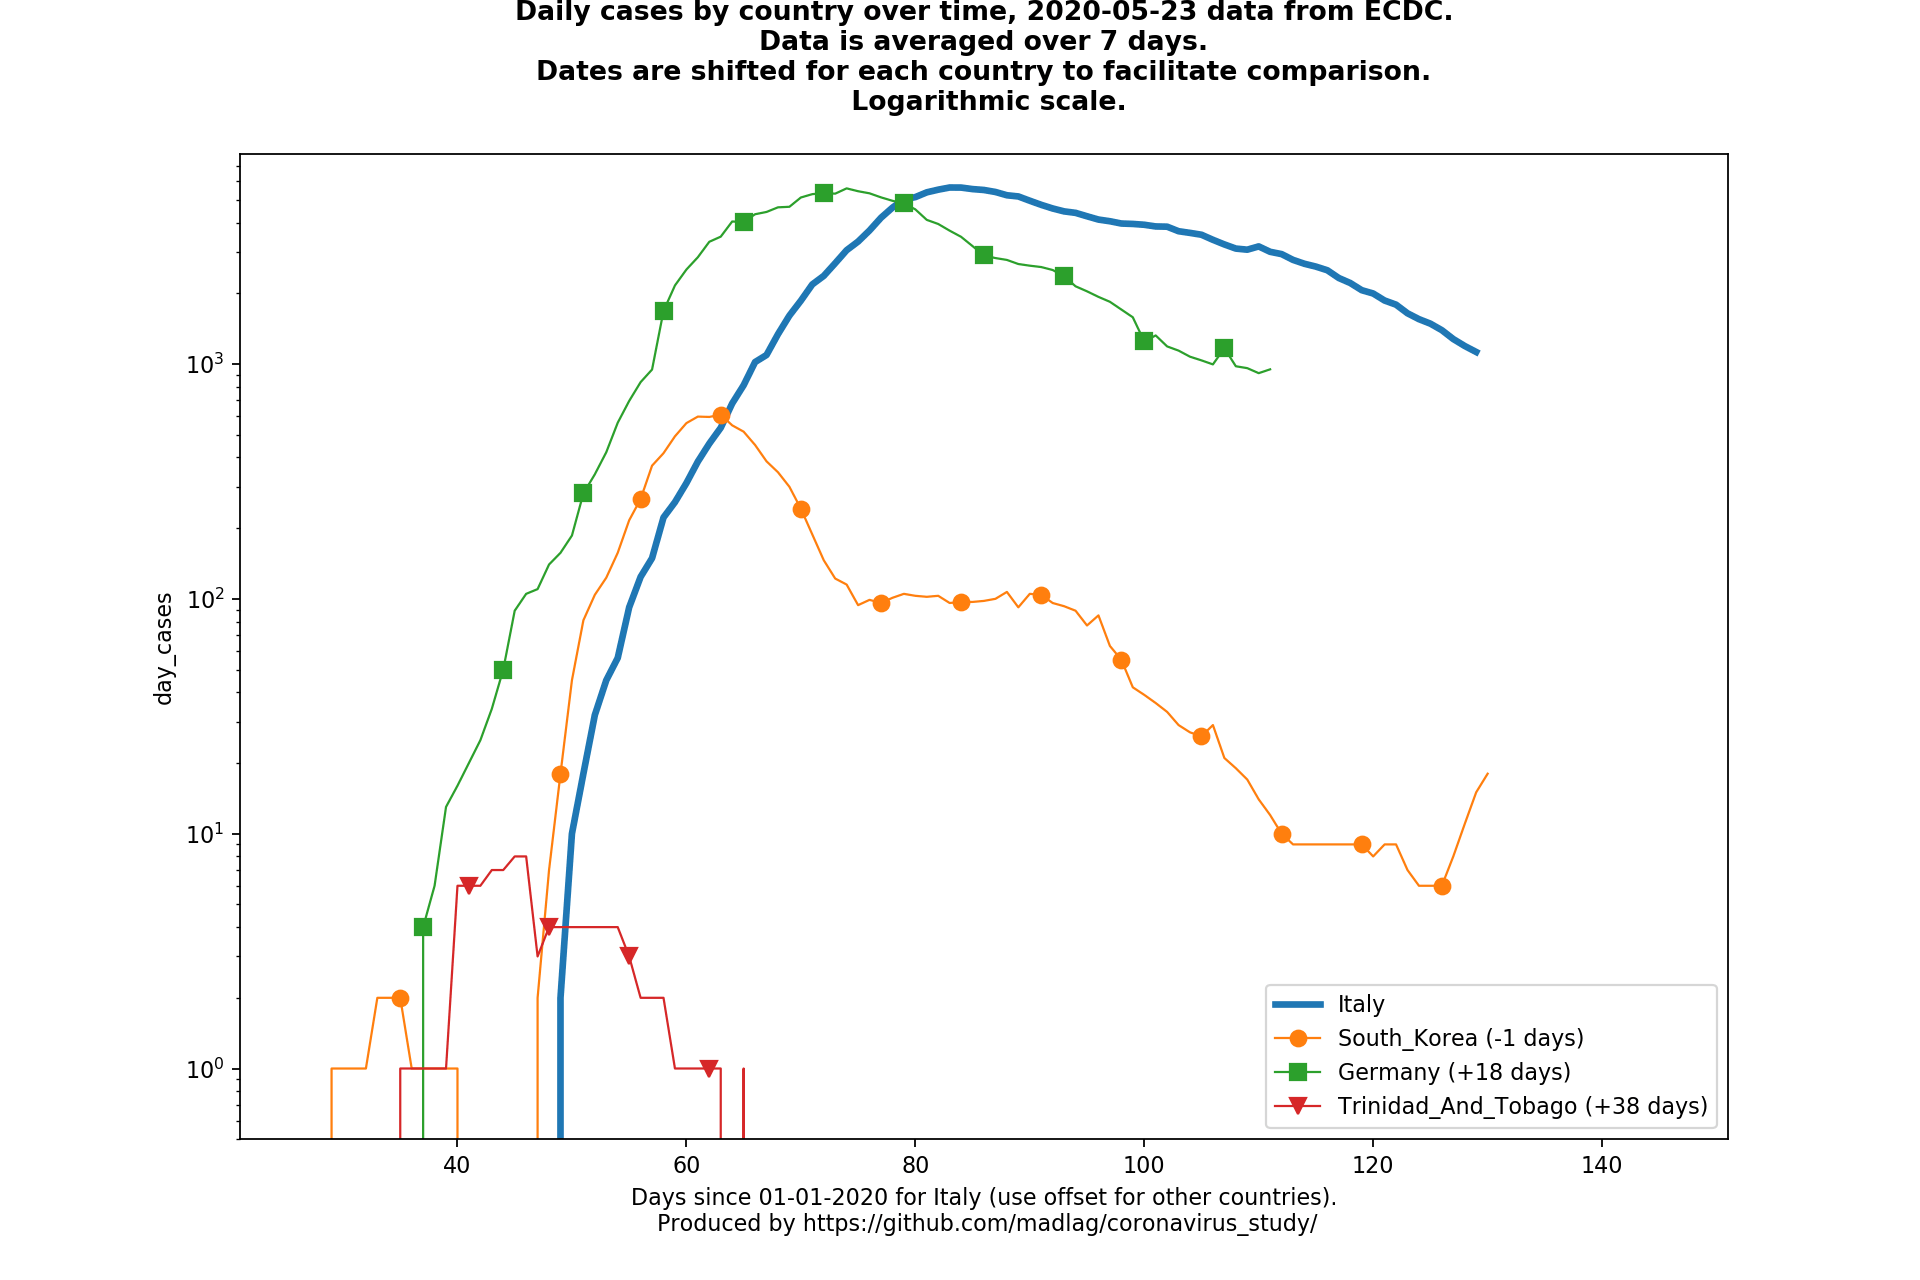 Daily cases by country over time, 2020-05-23 data from ECDC.
Data is averaged over 7 days.
Dates are shifted for each country to facilitate comparison.
Logarithmic scale.
day_cases
10³
10²
10¹
10⁰
40 60 80 100 120 140
Italy
South_Korea (-1 days)
Germany (+18 days)
Trinidad_And_Tobago (+38 days)
Days since 01-01-2020 for Italy (use offset for other countries).
Produced by https://github.com/madlag/coronavirus_study/